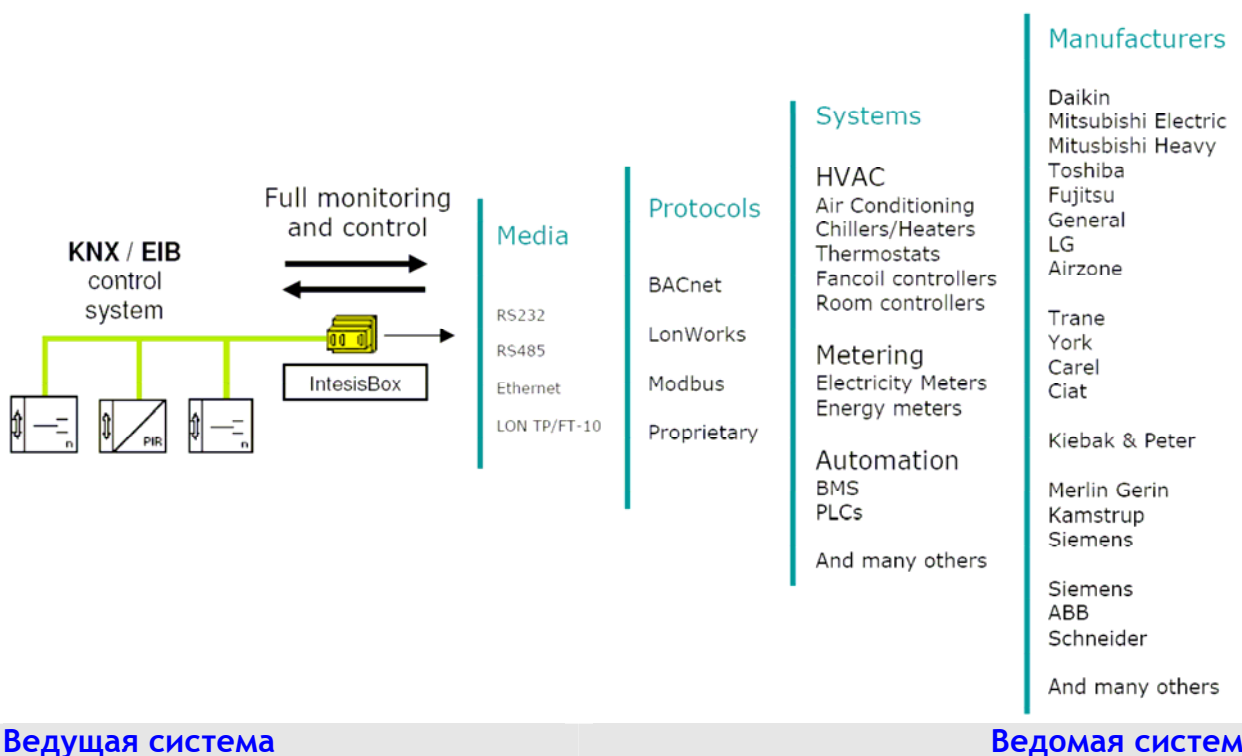 KNX / EIB
control
system
n
PIR
n
Full monitoring
and control
IntesisBox
Media
RS232
RS485
Ethernet
LON TP/FT-10
Protocols
BACnet
LonWorks
Modbus
Proprietary
Systems
HVAC
Air Conditioning
Chillers/Heaters
Thermostats
Fancoil controllers
Room controllers
Metering
Electricity Meters
Energy meters
Automation
BMS
PLCs
And many others
Manufacturers
Daikin
Mitsubishi Electric
Mitusbishi Heavy
Toshiba
Fujitsu
General
LG
Airzone
Trane
York
Carel
Ciat
Kiebak & Peter
Merlin Gerin
Kamstrup
Siemens
Siemens
ABB
Schneider
And many others
Ведущая система
Ведомая систем